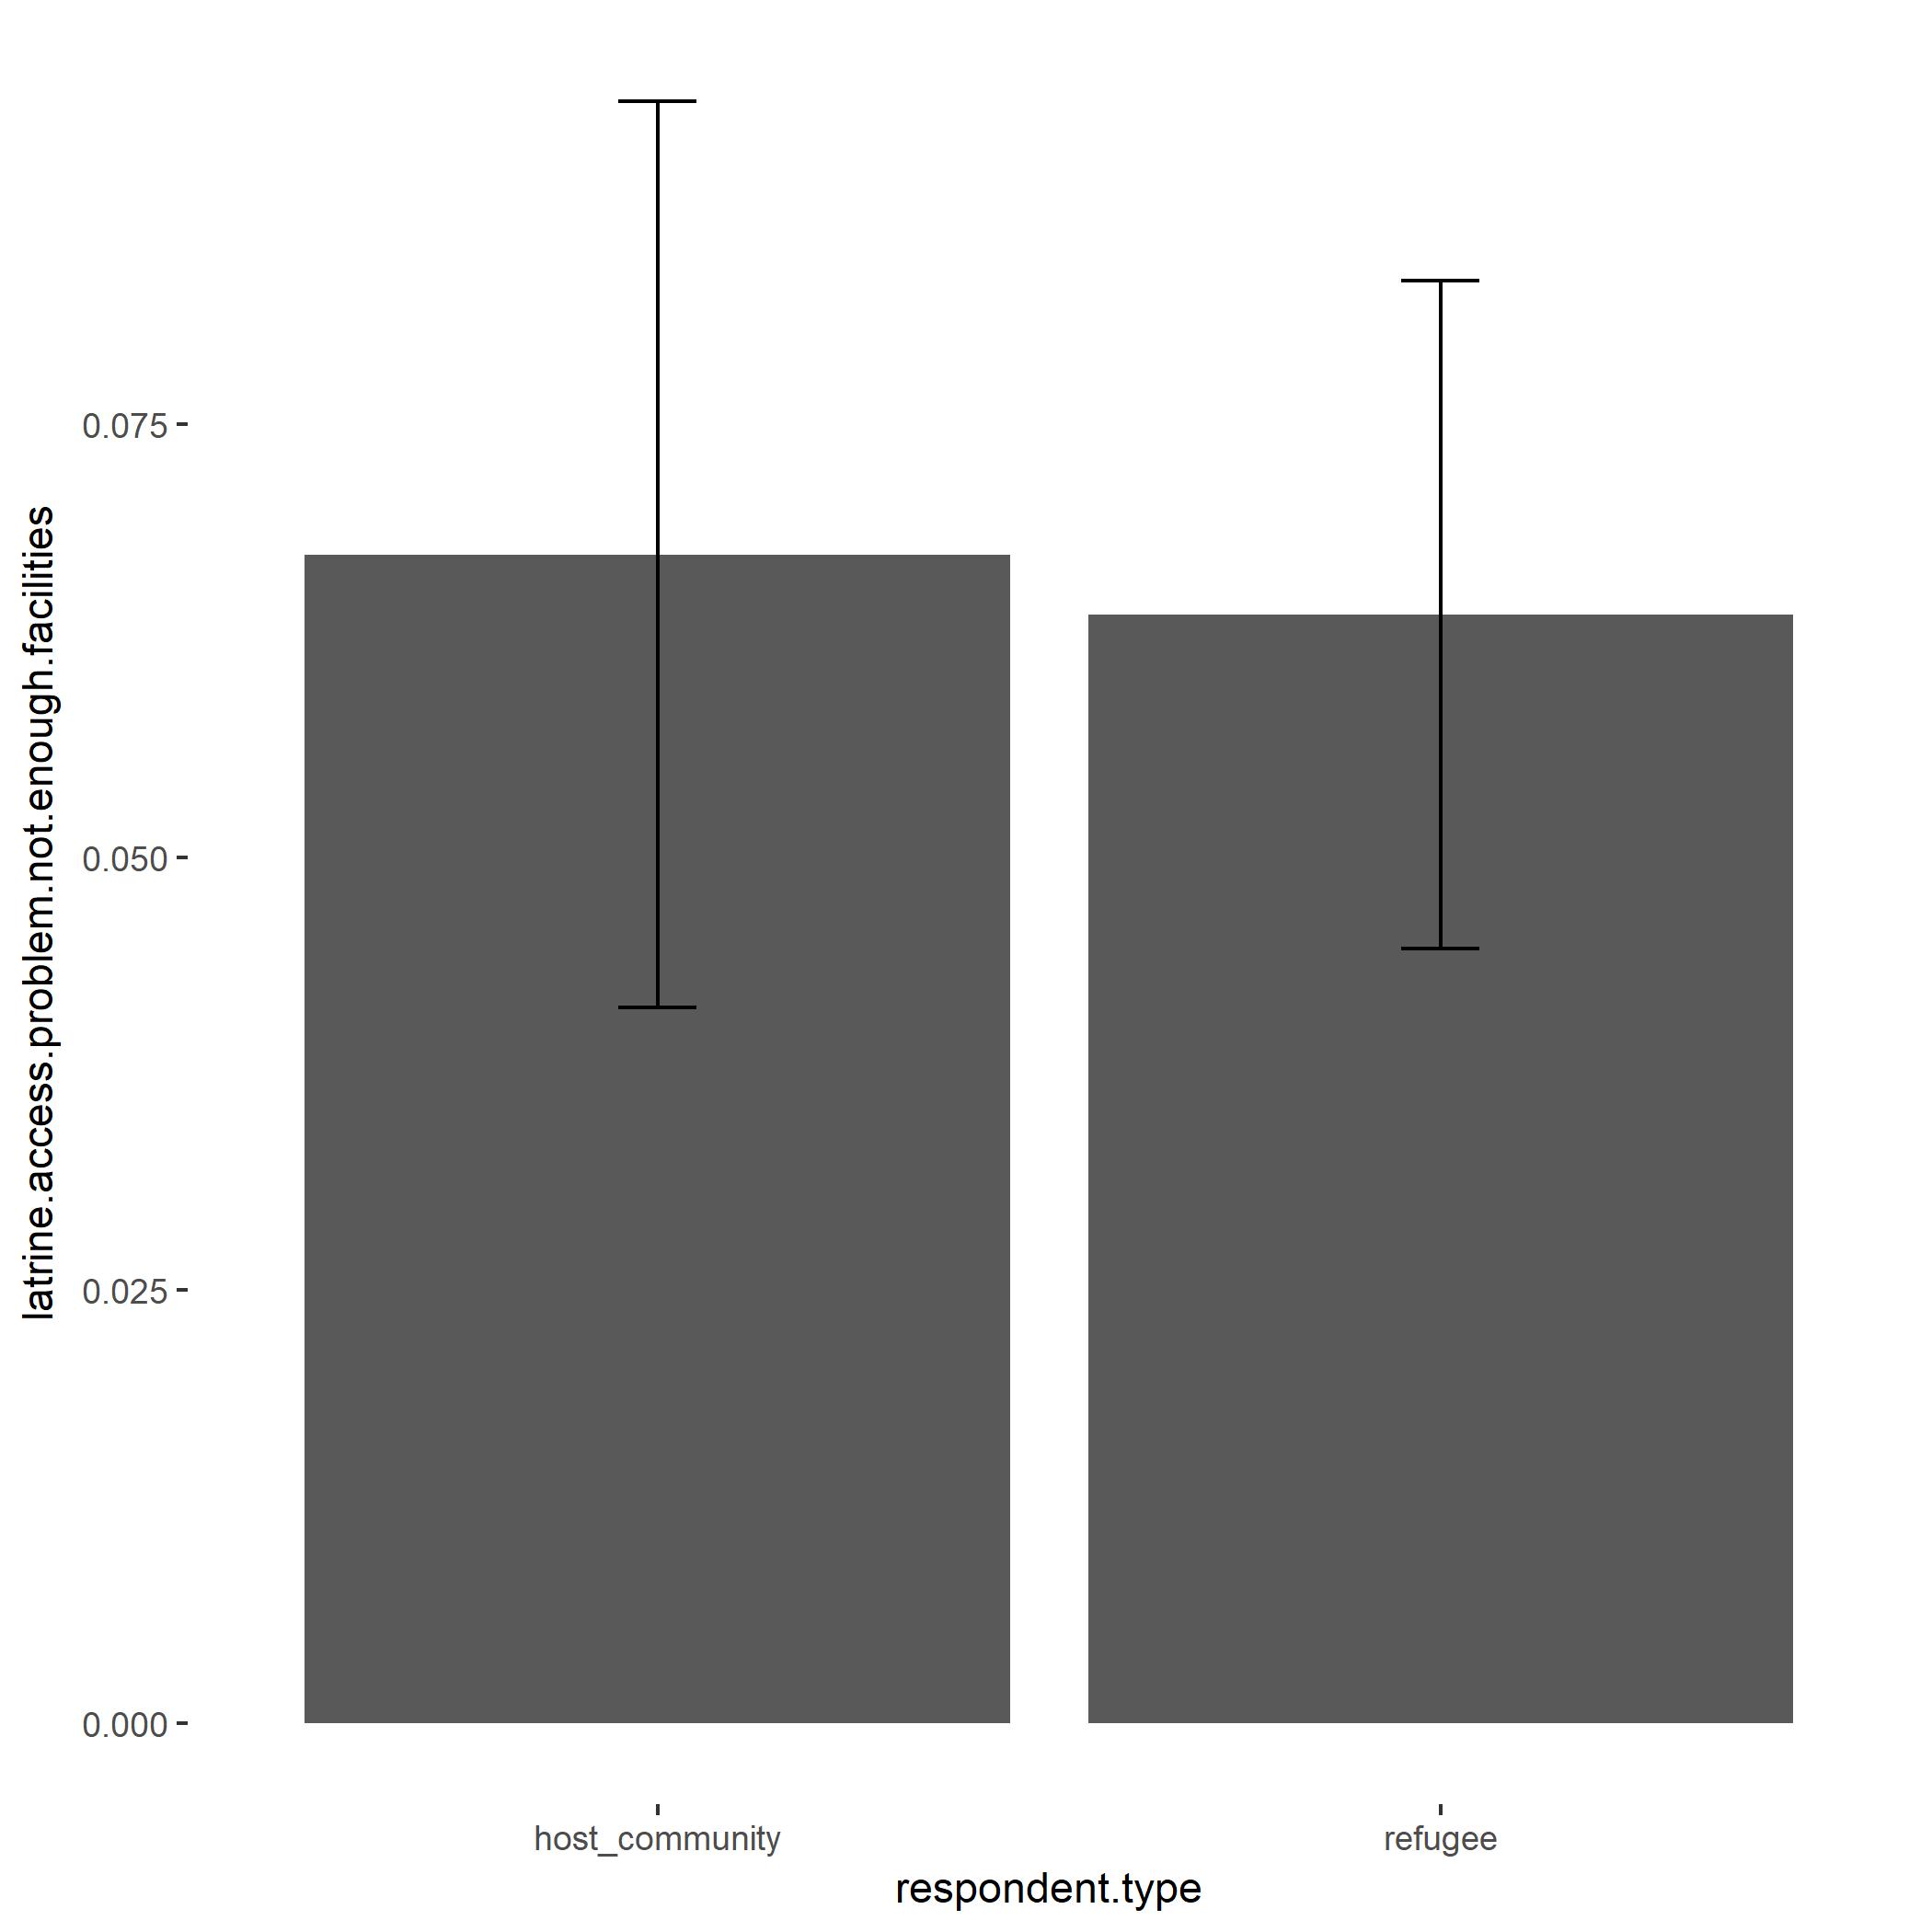 latrine.access.problem.not.enough.facilities
0.075
0.050
0.025
0.000
host_community
refugee
respondent.type